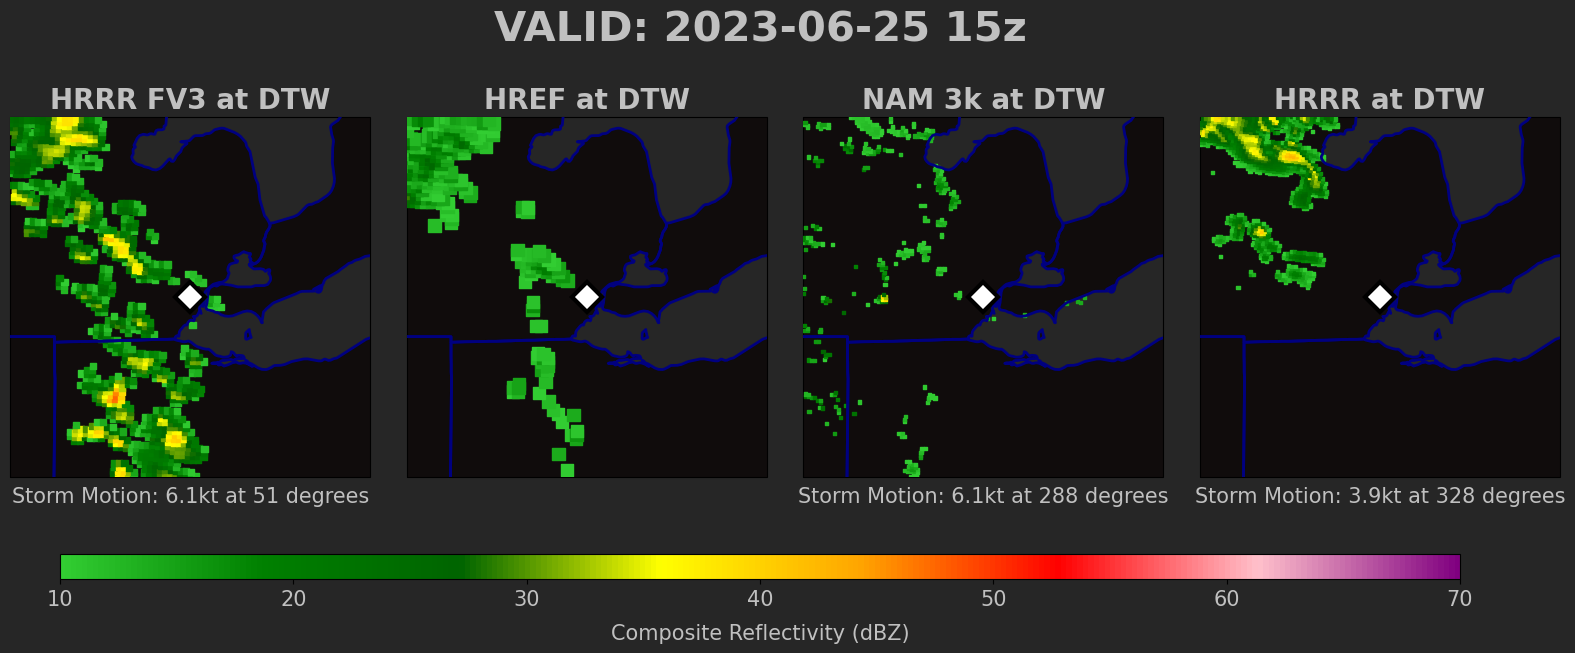 VALID: 2023-06-25 15z
HRRR FV3 at DTW
HREF at DTW
NAM 3k at DTW
HRRR at DTW
Storm Motion: 6.1kt at 51 degrees
Storm Motion: 6.1kt at 288 degrees
Storm Motion: 3.9kt at 328 degrees
10 20 30 40 50 60 70
Composite Reflectivity (dBZ)